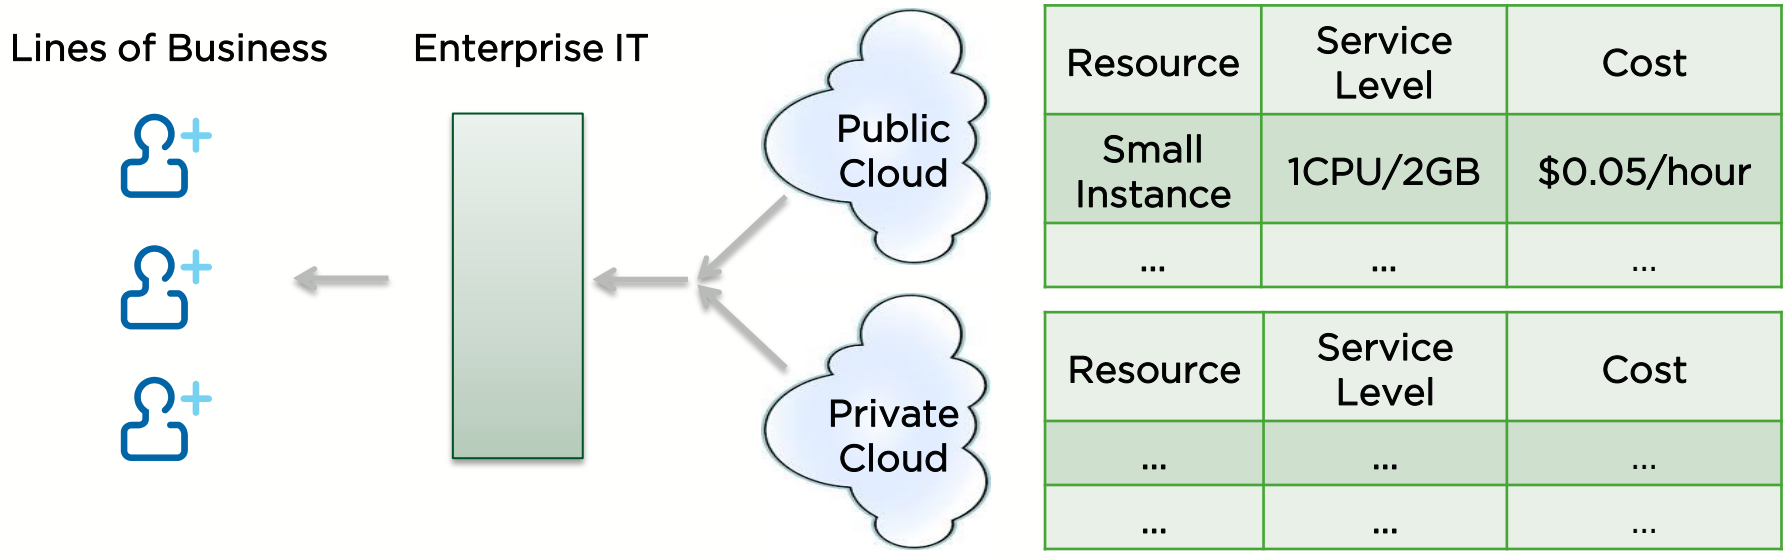 Lines of Business
Enterprise IT
Public
Cloud
Private
Cloud
Resource
Service
Level
Cost
Small
Instance
1CPU/2GB
$0.05/hour
...
...
...
Resource
Service
Level
Cost
...
...
...
...
...
...